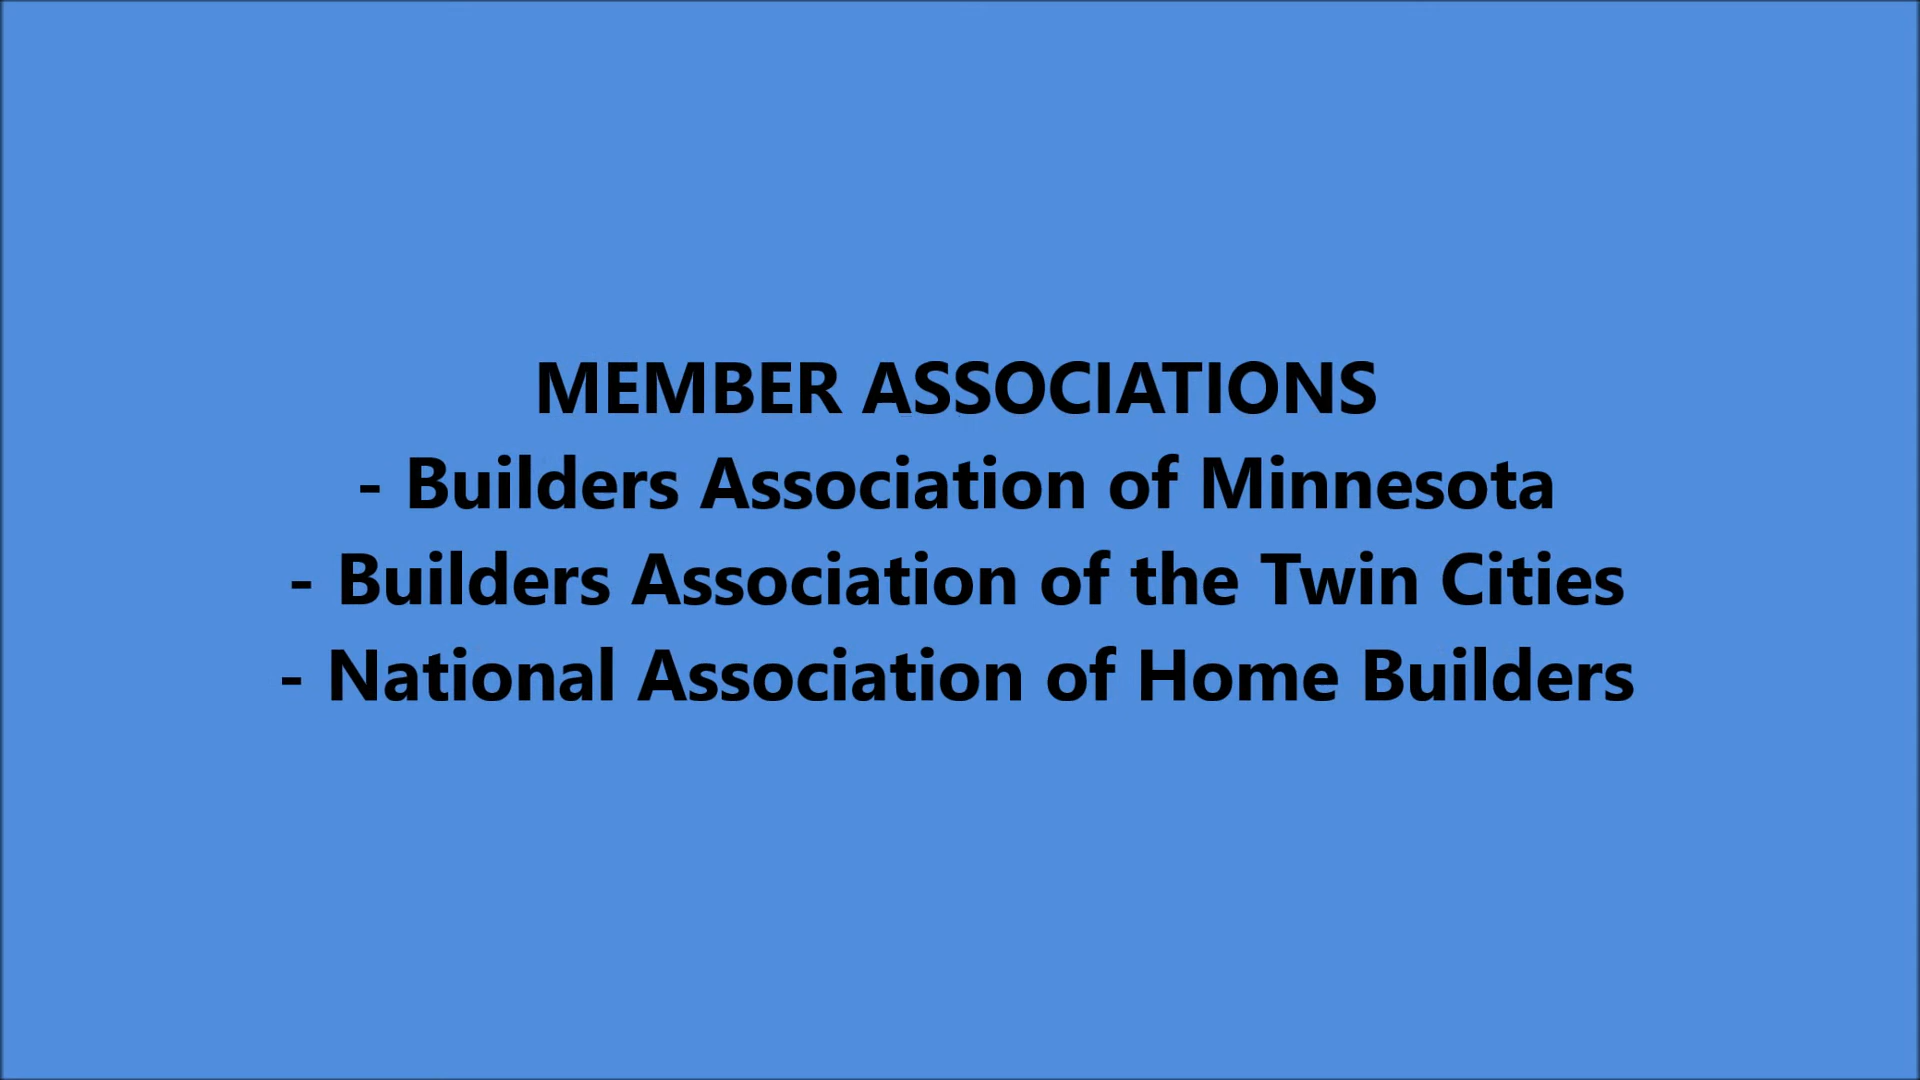 MEMBER ASSOCIATIONS
- Builders Association of Minnesota
- Builders Association of the Twin Cities
- National Association of Home Builders